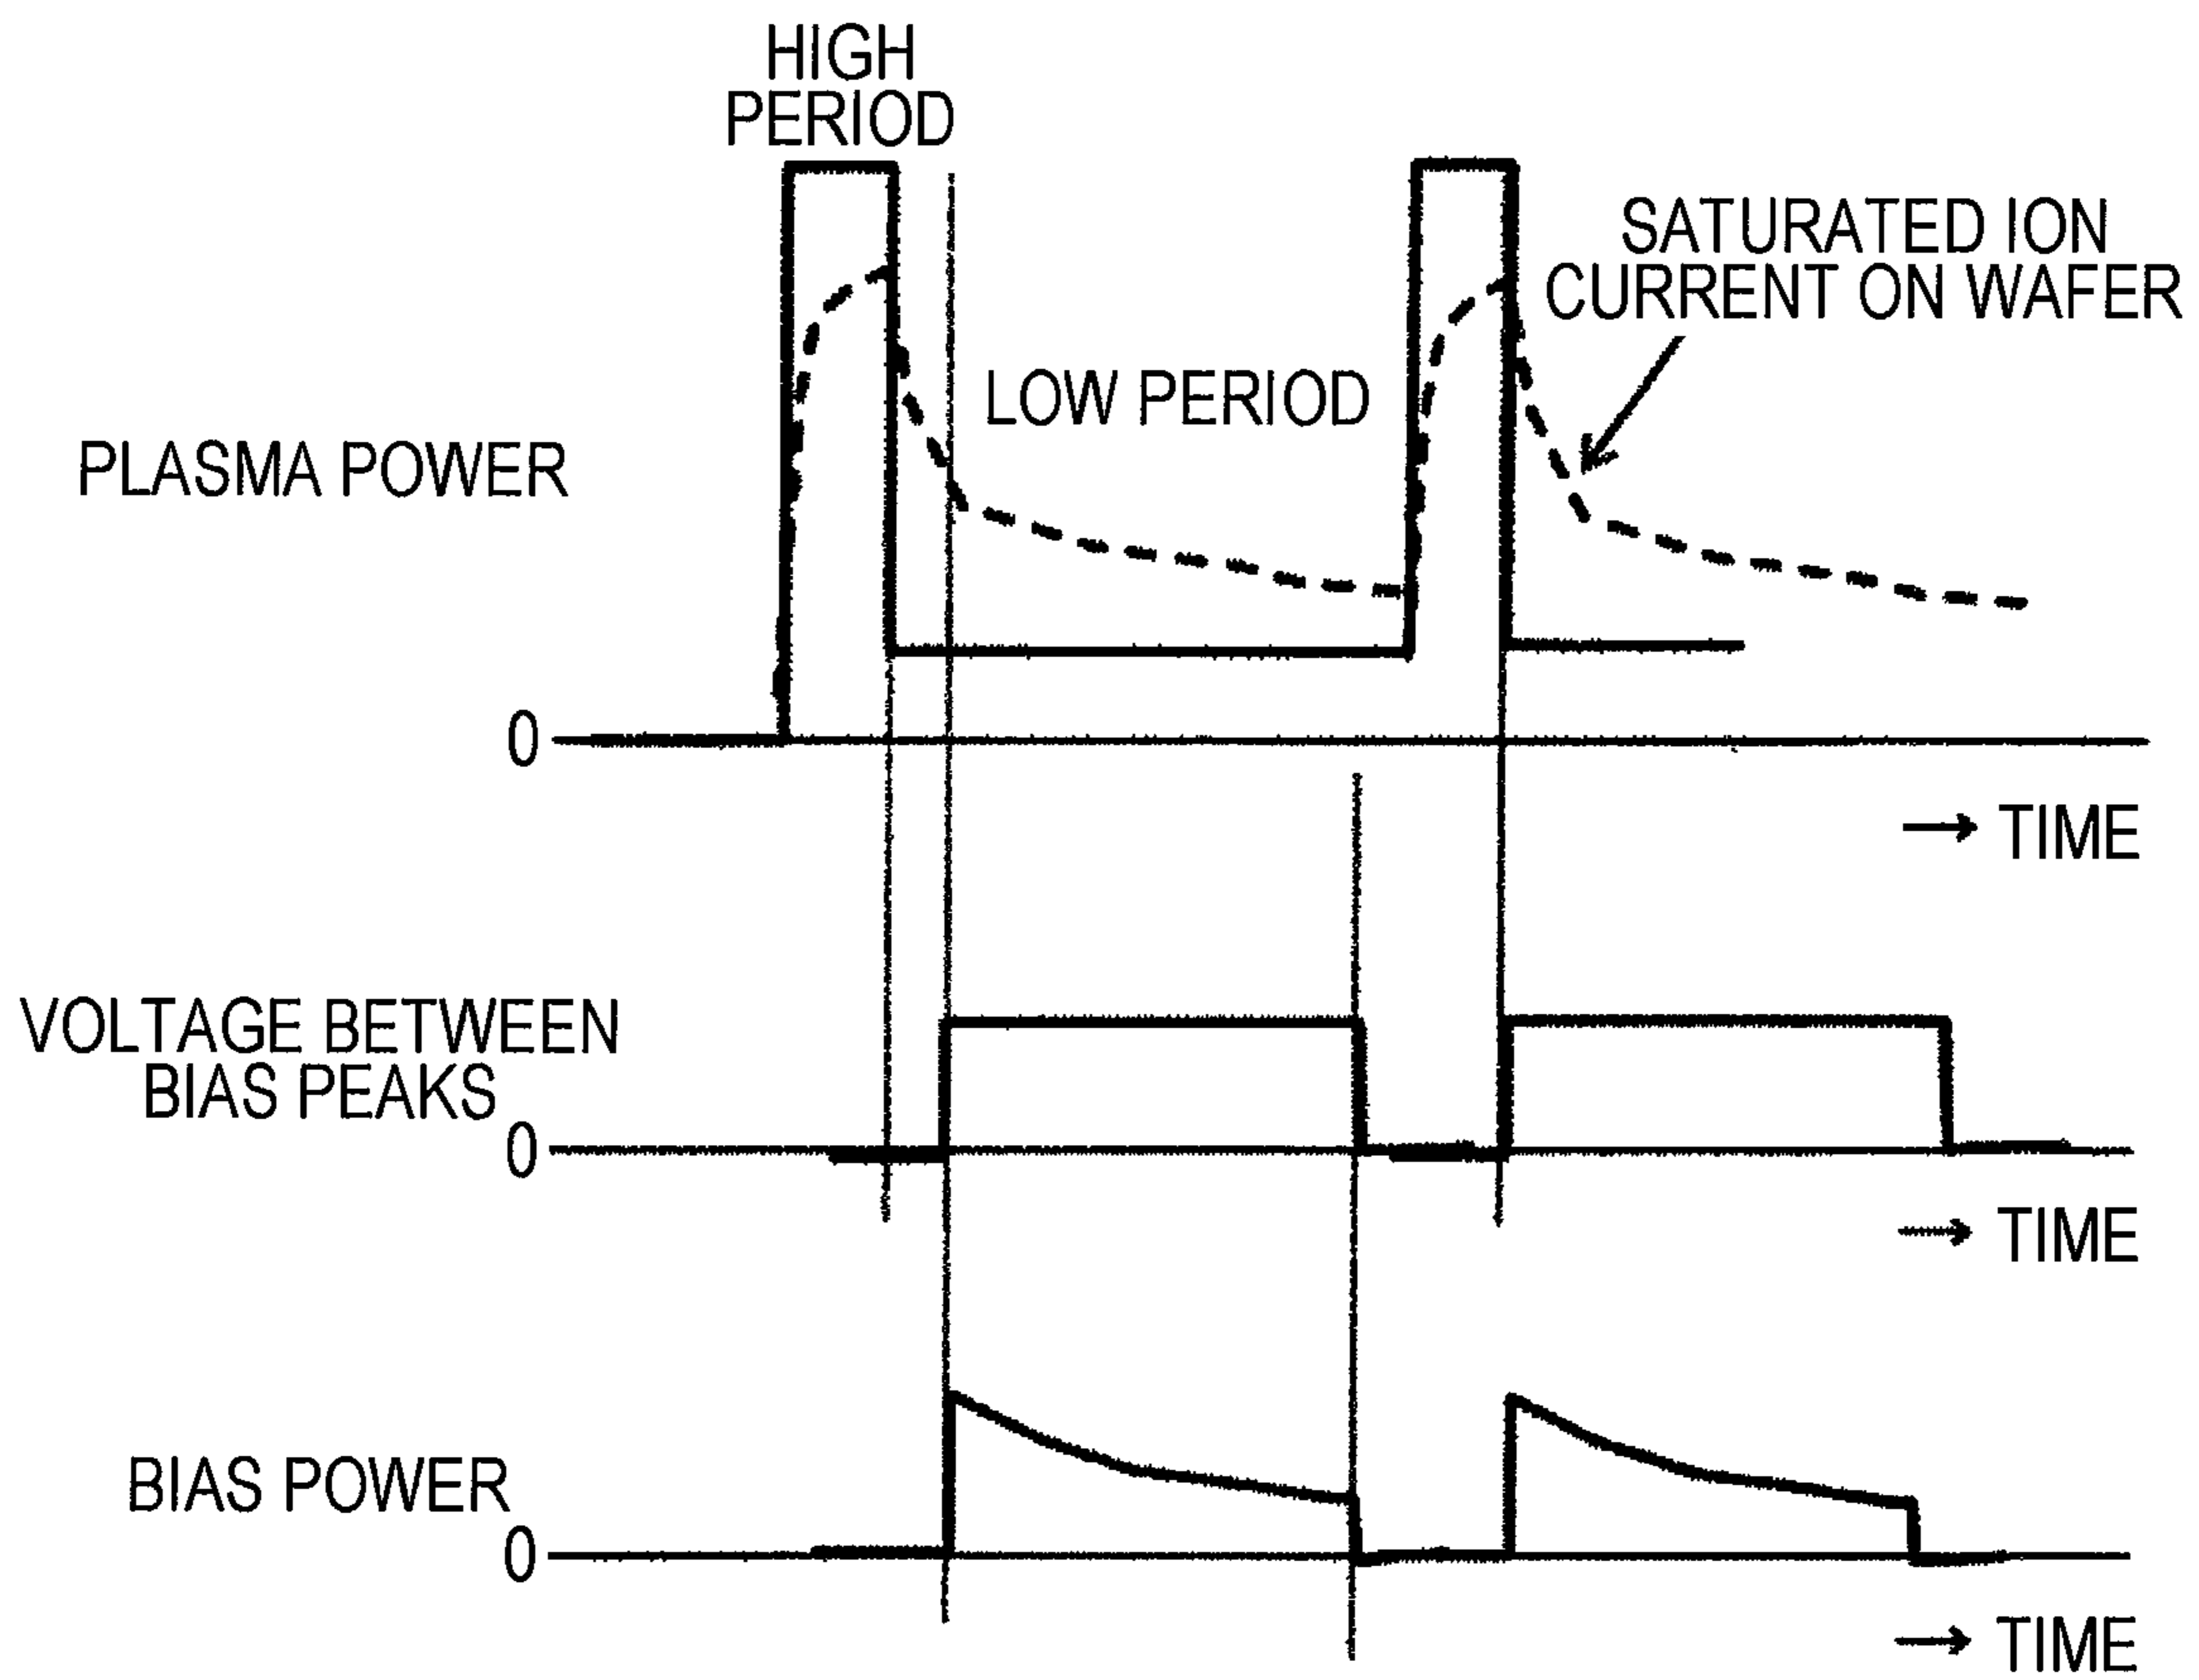 HIGH
PERIOD
SATURATED ION
CURRENT ON WAFER
LOW PERIOD
PLASMA POWER
0
TIME
VOLTAGE BETWEEN
BIAS PEAKS
0
TIME
BIAS POWER
0
TIME